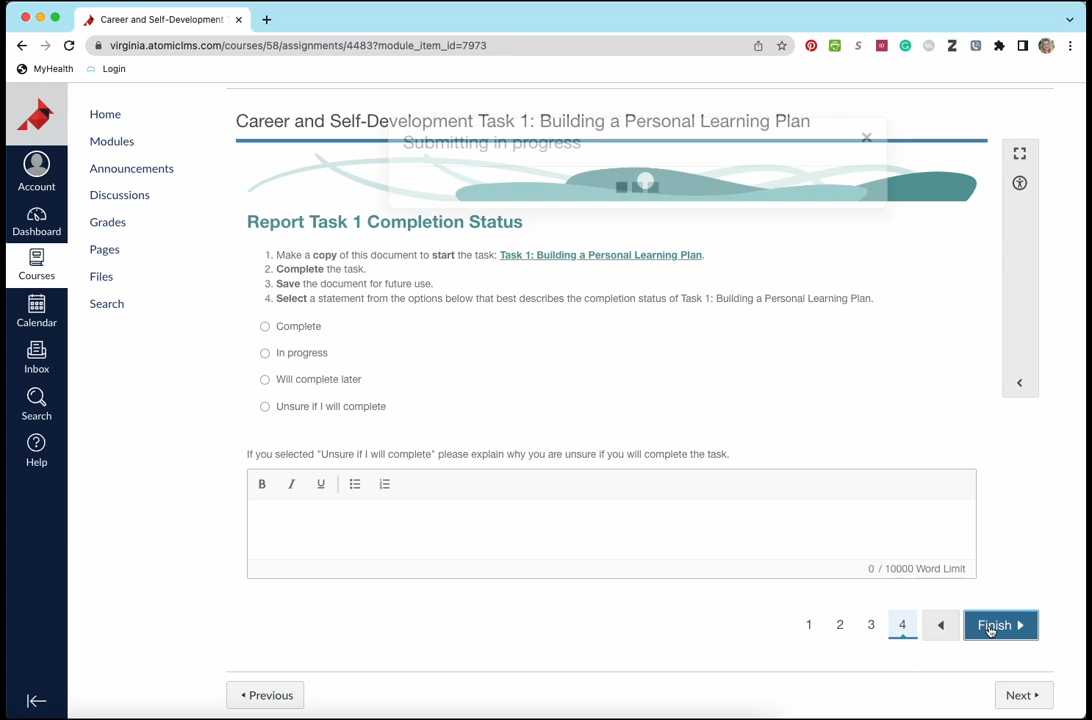 Career and Self-Development
virginia.atomiclms.com/courses/58/assignments/4483?module_item_id=7973
MyHealth
Login
Account
Dashboard
Courses
Calendar
Inbox
Search
Help
Home
Modules
Announcements
Discussions
Grades
Pages
Files
Search
Career and Self-Development Task 1: Building a Personal Learning Plan
Submitting in progress
Report Task 1 Completion Status
1. Make a copy of this document to start the task: Task 1: Building a Personal Learning Plan.
2. Complete the task.
3. Save the document for future use.
4. Select a statement from the options below that best describes the completion status of Task 1: Building a Personal Learning Plan.
Complete
In progress
Will complete later
Unsure if I will complete
If you selected "Unsure if I will complete" please explain why you are unsure if you will complete the task.
B I U
0 / 10000 Word Limit
1 2 3 4 Finish
Previous
Next